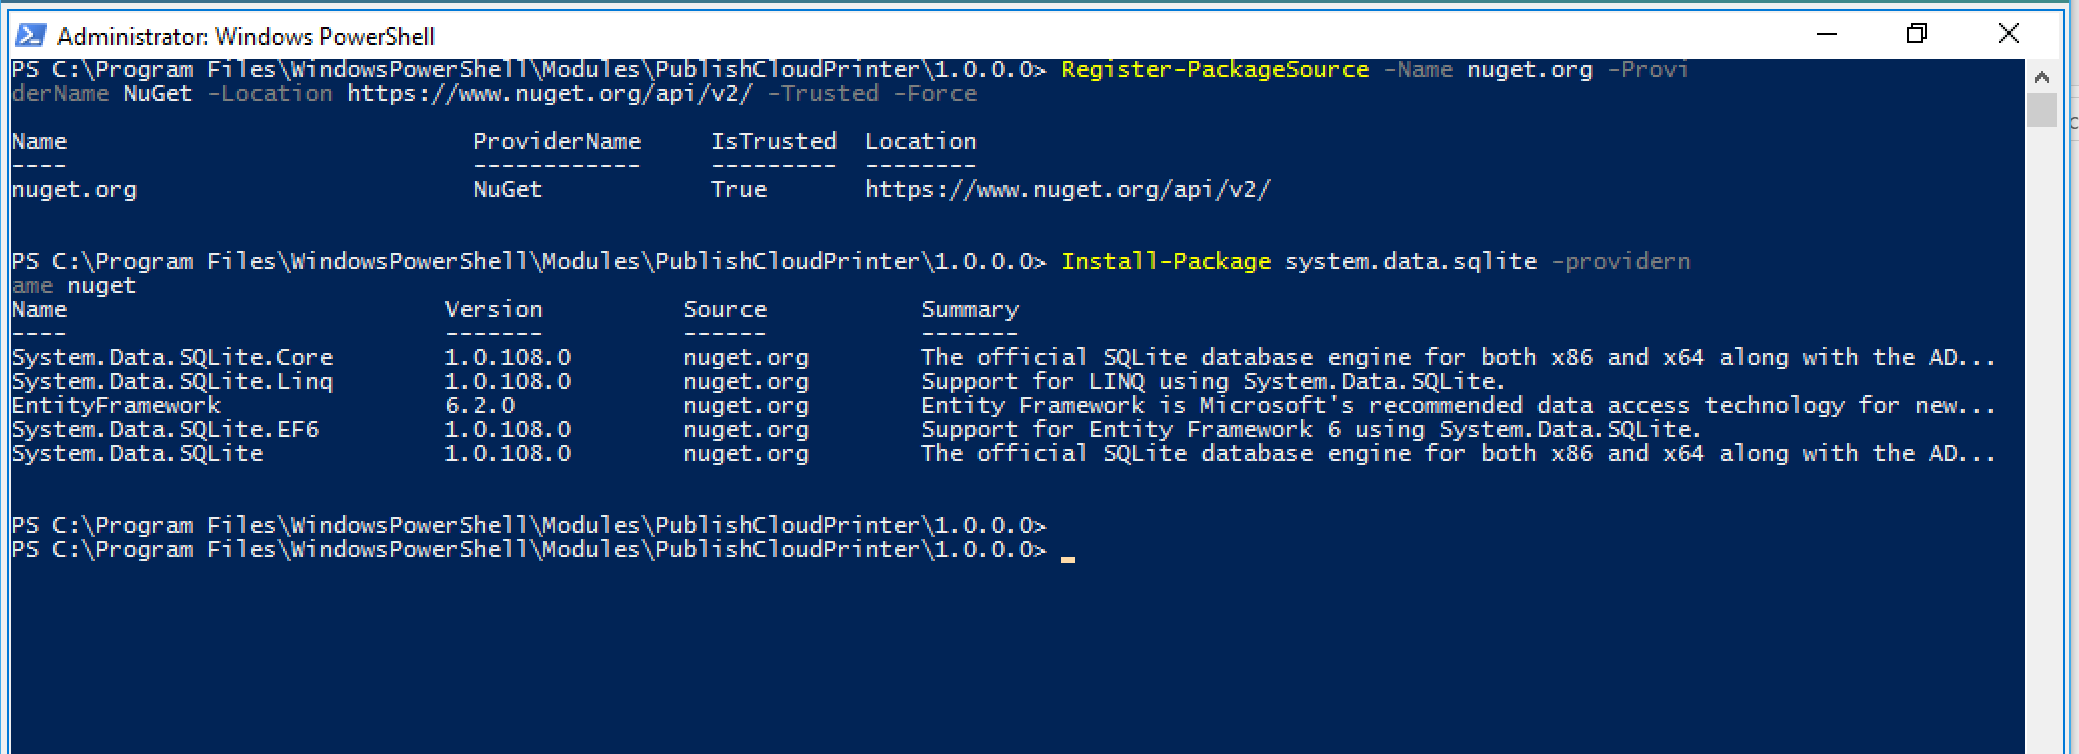 Administrator: Windows PowerShell
PS C:\Program Files\WindowsPowerShell\Modules\PublishCloudPrinter\1.0.0.0> Register-PackageSource -Name nuget.org -Provi
derName NuGet -Location https://www.nuget.org/api/v2/ -Trusted -Force
Name ProviderName IsTrusted Location
---- ------------ --------- --------
nuget.org NuGet True https://www.nuget.org/api/v2/
PS C:\Program Files\WindowsPowerShell\Modules\PublishCloudPrinter\1.0.0.0> Install-Package system.data.sqlite -providern
ame nuget
Name Version Source Summary
---- ------- ------ -------
System.Data.SQLite.Core 1.0.108.0 nuget.org The official SQLite database engine for both x86 and x64 along with the AD...
System.Data.SQLite.Linq 1.0.108.0 nuget.org Support for LINQ using System.Data.SQLite.
EntityFramework 6.2.0 nuget.org Entity Framework is Microsoft's recommended data access technology for new...
System.Data.SQLite.EF6 1.0.108.0 nuget.org Support for Entity Framework 6 using System.Data.SQLite.
System.Data.SQLite 1.0.108.0 nuget.org The official SQLite database engine for both x86 and x64 along with the AD...
PS C:\Program Files\WindowsPowerShell\Modules\PublishCloudPrinter\1.0.0.0>
PS C:\Program Files\WindowsPowerShell\Modules\PublishCloudPrinter\1.0.0.0> _